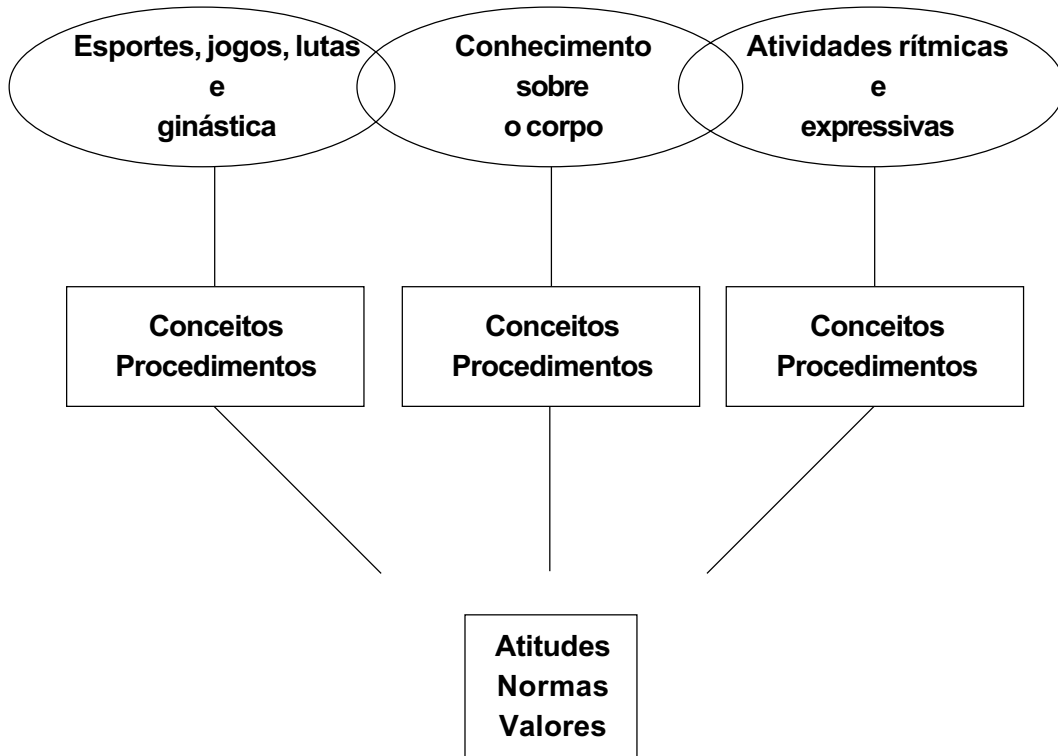 Esportes, jogos, lutas
e
ginástica
Conhecimento
sobre
o corpo
Atividades rítmicas
e
expressivas
Conceitos
Procedimentos
Conceitos
Procedimentos
Conceitos
Procedimentos
Atitudes
Normas
Valores